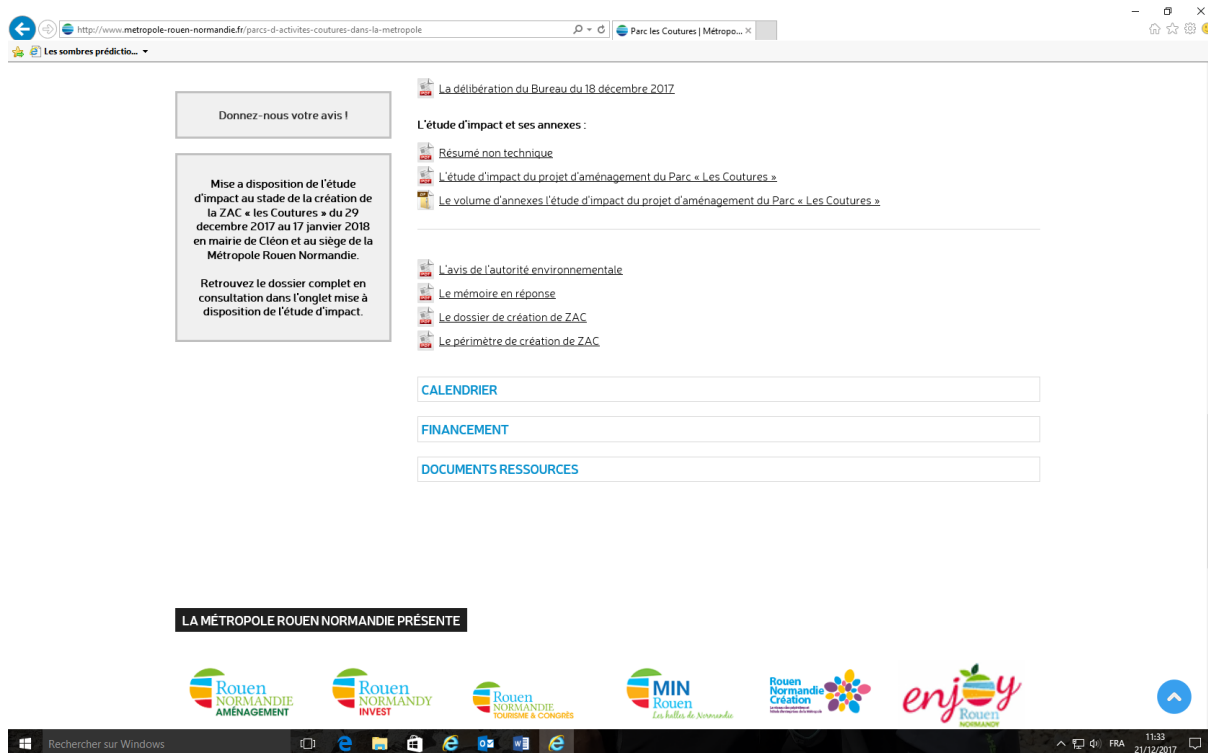 http://www.metropole-rouen-normandie.fr/parcs-d-activites-coutures-dans-la-metropole
Parc les Coutures | Métropo...
Les sombres prédictio...
La délibération du Bureau du 18 décembre 2017
Donnez-nous votre avis !
L'étude d'impact et ses annexes :
Résumé non technique
L'étude d'impact du projet d'aménagement du Parc « Les Coutures »
Le volume d'annexes l'étude d'impact du projet d'aménagement du Parc « Les Coutures »
Mise a disposition de l'étude
d'impact au stade de la création de
la ZAC « les Coutures » du 29
decembre 2017 au 17 janvier 2018
en mairie de Cléon et au siège de la
Métropole Rouen Normandie.
Retrouvez le dossier complet en
consultation dans l'onglet mise à
disposition de l'étude d'impact.
L'avis de l'autorité environnementale
Le mémoire en réponse
Le dossier de création de ZAC
Le périmètre de création de ZAC
CALENDRIER
FINANCEMENT
DOCUMENTS RESSOURCES
LA MÉTROPOLE ROUEN NORMANDIE PRÉSENTE
Rouen
NORMANDIE
AMÉNAGEMENT
Rouen
NORMANDY
INVEST
Rouen
NORMANDIE
TOURISME & CONGRÈS
MIN
Rouen
Les halles de Normandie
Rouen
Normandie
Création
enjoy
Rouen
NORMANDY
Rechercher sur Windows
FRA
11:33
21/12/2017